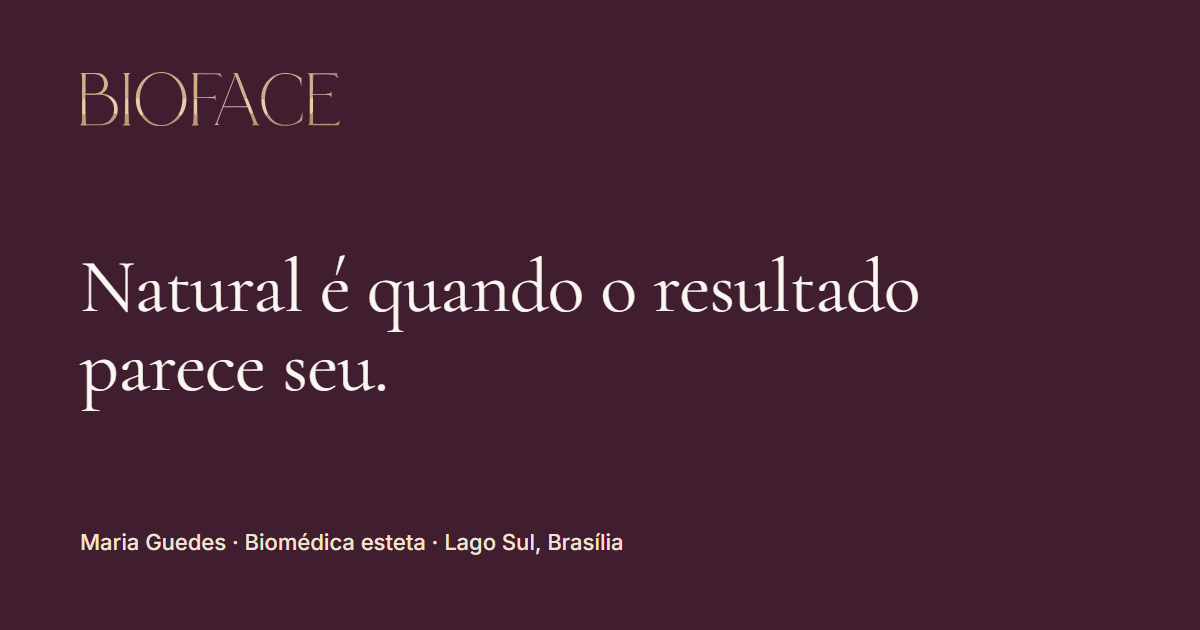 BIOFACE
Natural é quando o resultado
parece seu.
Maria Guedes · Biomédica esteta · Lago Sul, Brasília